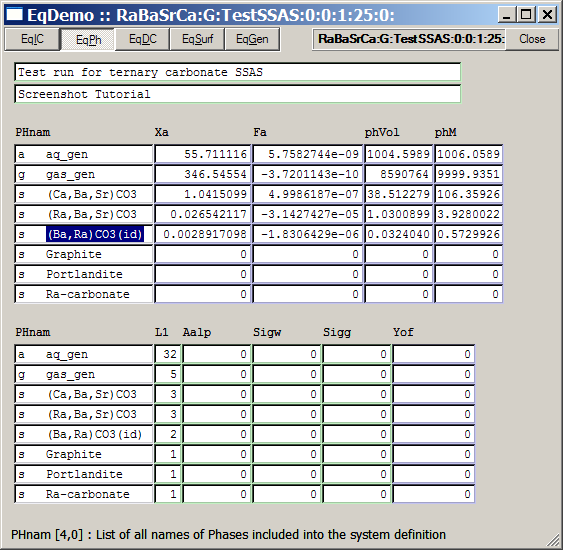 EqDemo :: RaBaSrCa:G:TestSSAS:0:0:1:25:0:
EqIC EqPh EqDC EqSurf EqGen RaBaSrCa:G:TestSSAS:0:0:1:25: Close
Test run for ternary carbonate SSAS
Screenshot Tutorial
PHnam Xa Fa phVol phM
a aq_gen 55.711116 5.7582744e-09 1004.5989 1006.0589
g gas_gen 346.54554 -3.7201143e-10 8590764 9999.9351
s (Ca,Ba,Sr)CO3 1.0415099 4.9986187e-07 38.512279 106.35926
s (Ra,Ba,Sr)CO3 0.026542117 -3.1427427e-05 1.0300899 3.9280022
s (Ba,Ra)CO3(id) 0.0028917098 -1.8306429e-06 0.0324040 0.5729926
s Graphite 0 0 0 0
s Portlandite 0 0 0 0
s Ra-carbonate 0 0 0 0
PHnam L1 Aalp Sigw Sigg Yof
a aq_gen 32 0 0 0 0
g gas_gen 5 0 0 0 0
s (Ca,Ba,Sr)CO3 3 0 0 0 0
s (Ra,Ba,Sr)CO3 3 0 0 0 0
s (Ba,Ra)CO3(id) 2 0 0 0 0
s Graphite 1 0 0 0 0
s Portlandite 1 0 0 0 0
s Ra-carbonate 1 0 0 0 0
PHnam [4,0] : List of all names of Phases included into the system definition